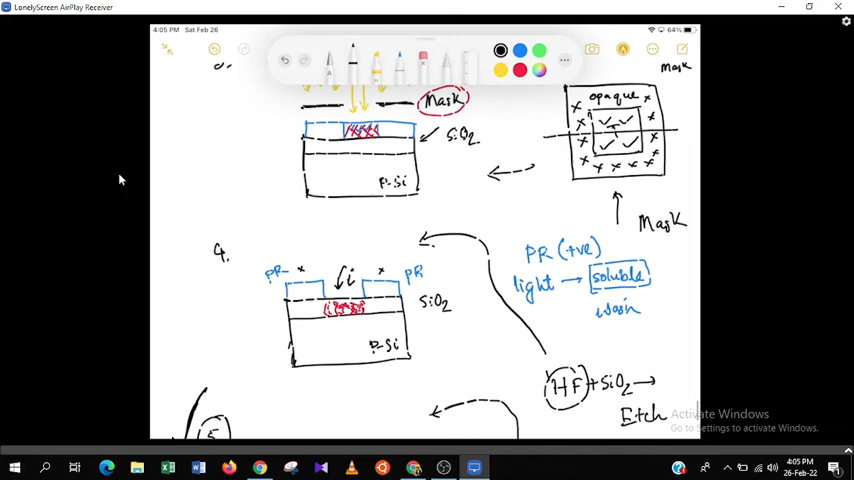 LonelyScreen AirPlay Receiver
4:05 PM Sat Feb 26
64%
Mask
Mask
opaque
SiO2
P-Si
Mask
4.
PR (+ve)
light → soluble
wash
PR
i
PR
SiO2
P-Si
HF + SiO2 →
Etch
5
Activate Windows
Go to Settings to activate Windows.
4:05 PM
26-Feb-22